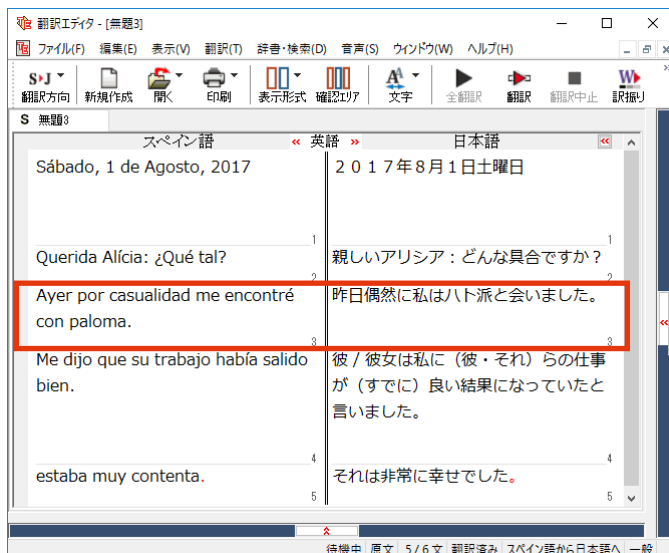 翻訳エディタ - [無題3]
ファイル(F) 編集(E) 表示(V) 翻訳(T) 辞書・検索(D) 音声(S) ウィンドウ(W) ヘルプ(H)
S▸J
翻訳方向 新規作成 開く 印刷 表示形式 確認エリア 文字 全翻訳 翻訳 翻訳中止 訳振り
S 無題3
スペイン語 « 英語 » 日本語 «
Sábado, 1 de Agosto, 2017
1
2017年8月1日土曜日
1
Querida Alícia: ¿Qué tal?
2
親しいアリシア:どんな具合ですか?
2
Ayer por casualidad me encontré
con paloma.
3
昨日偶然に私はハト派と会いました。
3
Me dijo que su trabajo había salido
bien.
4
彼/彼女は私に(彼・それ)らの仕事
が(すでに)良い結果になっていたと
言いました。
4
estaba muy contenta.
5
それは非常に幸せでした。
5
待機中 原文 5/6文 翻訳済み スペイン語から日本語へ 一般